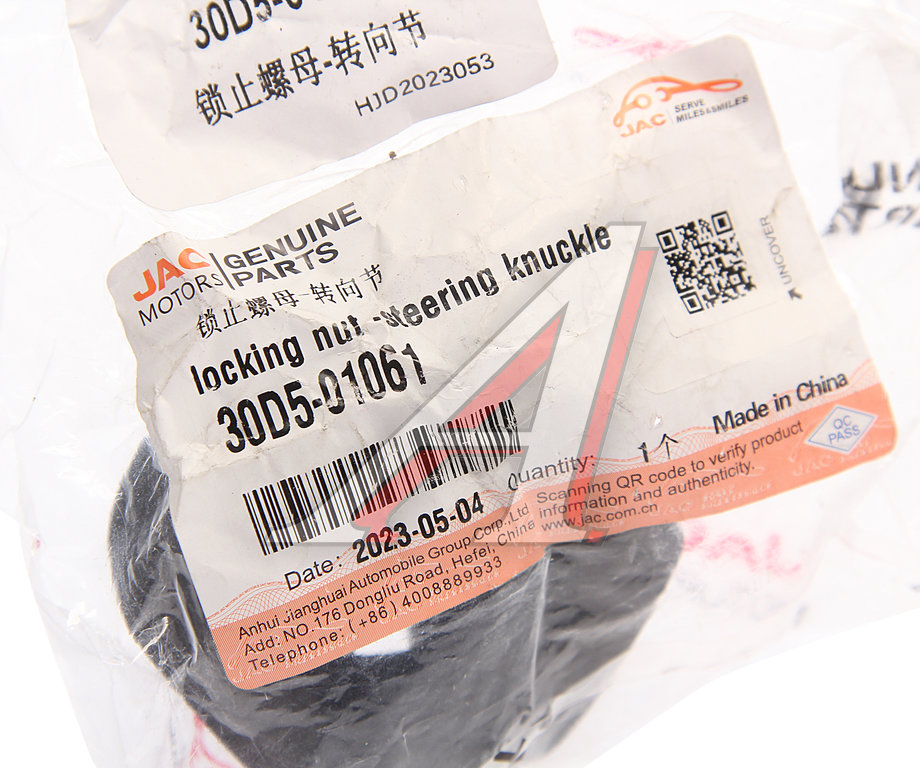 30D5-0
锁止螺母-转向节
HJD2023053
JAC
SERVE
MILES&SMILES
JAC
MOTORS
GENUINE
PARTS
锁止螺母-转向节
locking nut -steering knuckle
30D5-01061
UNCOVER
Date: 2023-05-04
Quantity: 1个
Made in China
QC
PASS
Anhui Jianghuai Automobile Group Corp.,Ltd
Add: NO.176 Dongliu Road, Hefei, China
Telephone: (+86) 4008889933
Scanning QR code to verify product
information and authenticity.
www.jac.com.cn